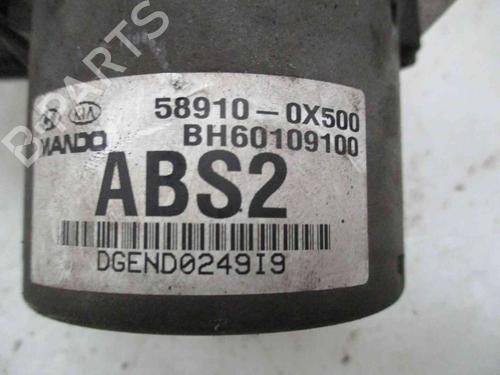 B PARTS
KIA
MANDO
58910-0X500
BH60109100
ABS2
DGEND0249I9